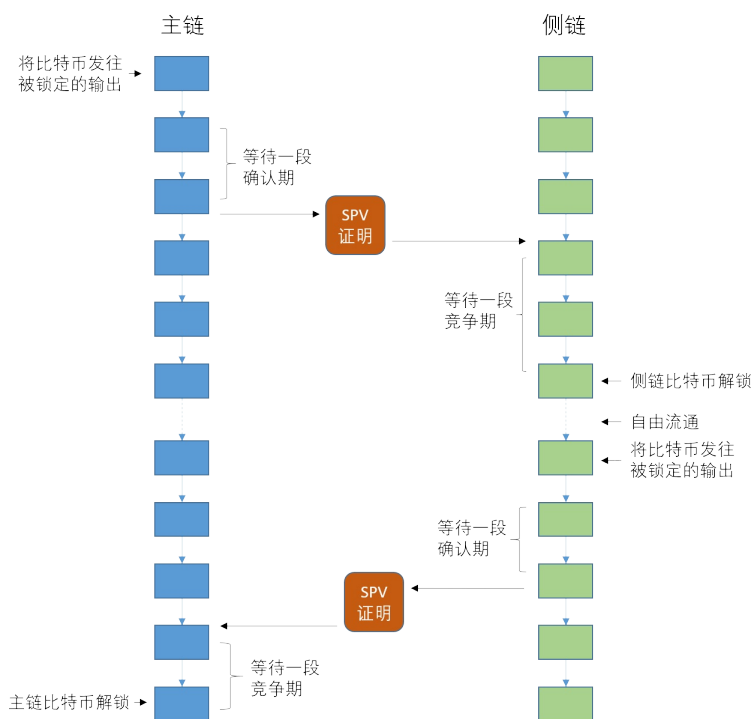 主链
侧链
将比特币发往
被锁定的输出
等待一段
确认期
SPV
证明
等待一段
竞争期
侧链比特币解锁
自由流通
将比特币发往
被锁定的输出
等待一段
确认期
SPV
证明
等待一段
竞争期
主链比特币解锁